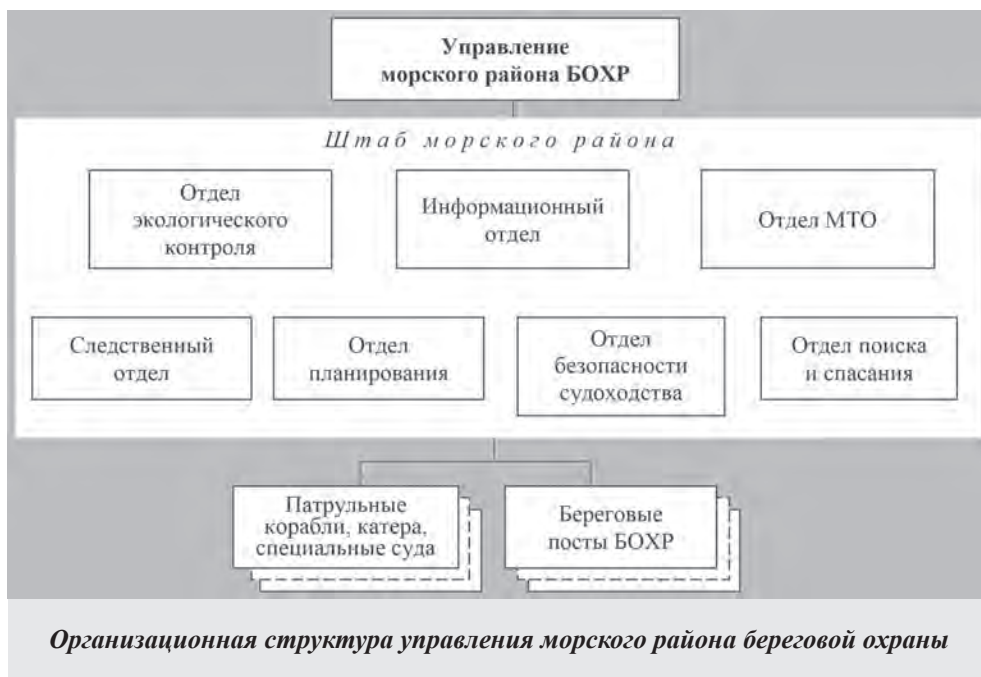 Управление
морского района БОХР
Штаб морского района
Отдел
экологического
контроля
Информационный
отдел
Отдел МТО
Следственный
отдел
Отдел
планирования
Отдел
безопасности
судоходства
Отдел поиска
и спасания
Патрульные
корабли, катера,
специальные суда
Береговые
посты БОХР
Организационная структура управления морского района береговой охраны